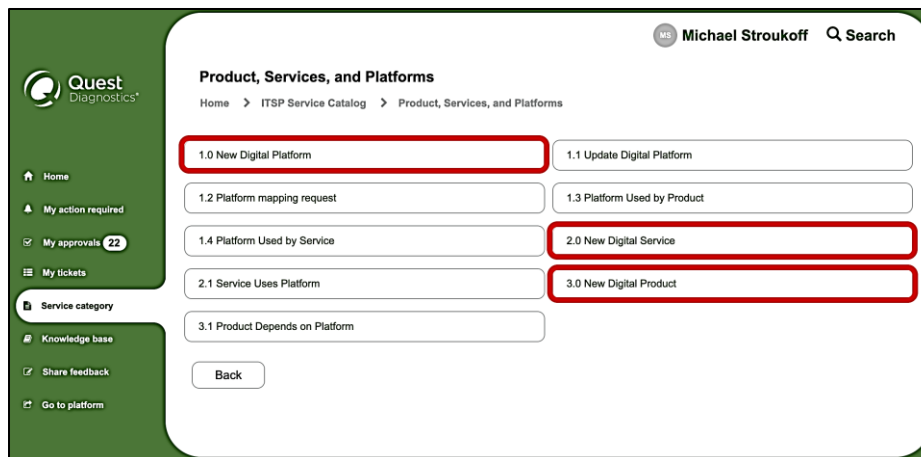 MS Michael Stroukoff Search
Quest
Diagnostics®
Product, Services, and Platforms
Home > ITSP Service Catalog > Product, Services, and Platforms
1.0 New Digital Platform
1.1 Update Digital Platform
1.2 Platform mapping request
1.3 Platform Used by Product
1.4 Platform Used by Service
2.0 New Digital Service
2.1 Service Uses Platform
3.0 New Digital Product
3.1 Product Depends on Platform
Back
Home
My action required
My approvals 22
My tickets
Service category
Knowledge base
Share feedback
Go to platform